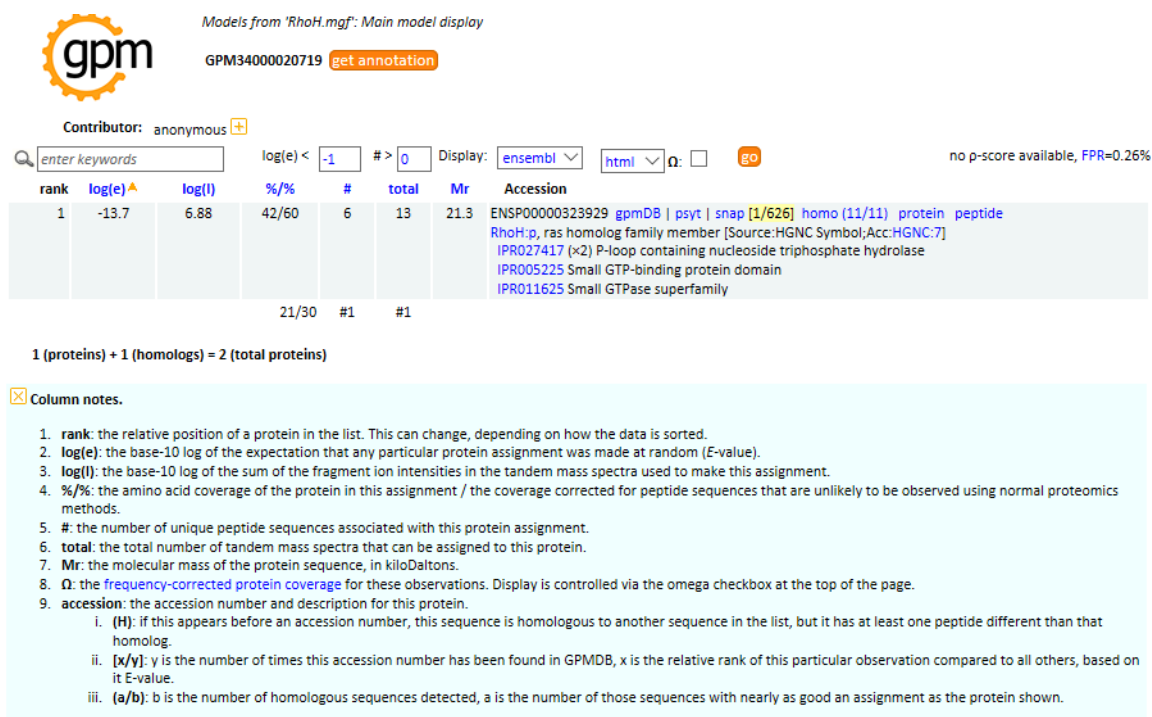 gpm
Models from 'RhoH.mgf': Main model display
GPM34000020719 get annotation
Contributor: anonymous
enter keywords log(e) < -1 # > 0 Display: ensembl html Ω: go no ρ-score available, FPR=0.26%
rank log(e) log(I) %/% # total Mr Accession
1 -13.7 6.88 42/60 6 13 21.3 ENSP00000323929 gpmDB | psyt | snap [1/626] homo (11/11) protein peptide
RhoH:p, ras homolog family member [Source:HGNC Symbol;Acc:HGNC:7]
IPR027417 (×2) P-loop containing nucleoside triphosphate hydrolase
IPR005225 Small GTP-binding protein domain
IPR011625 Small GTPase superfamily
21/30 #1 #1
1 (proteins) + 1 (homologs) = 2 (total proteins)
Column notes.
1. rank: the relative position of a protein in the list. This can change, depending on how the data is sorted.
2. log(e): the base-10 log of the expectation that any particular protein assignment was made at random (E-value).
3. log(I): the base-10 log of the sum of the fragment ion intensities in the tandem mass spectra used to make this assignment.
4. %/%: the amino acid coverage of the protein in this assignment / the coverage corrected for peptide sequences that are unlikely to be observed using normal proteomics
methods.
5. #: the number of unique peptide sequences associated with this protein assignment.
6. total: the total number of tandem mass spectra that can be assigned to this protein.
7. Mr: the molecular mass of the protein sequence, in kiloDaltons.
8. Ω: the frequency-corrected protein coverage for these observations. Display is controlled via the omega checkbox at the top of the page.
9. accession: the accession number and description for this protein.
i. (H): if this appears before an accession number, this sequence is homologous to another sequence in the list, but it has at least one peptide different than that
homolog.
ii. [x/y]: y is the number of times this accession number has been found in GPMDB, x is the relative rank of this particular observation compared to all others, based on
it E-value.
iii. (a/b): b is the number of homologous sequences detected, a is the number of those sequences with nearly as good an assignment as the protein shown.